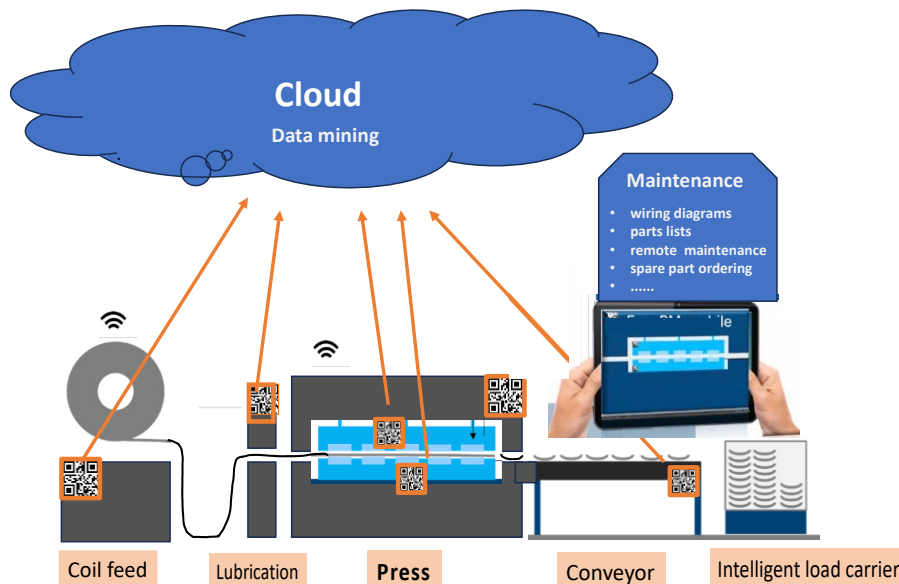 Cloud
Data mining
Maintenance
• wiring diagrams
• parts lists
• remote maintenance
• spare part ordering
• ......
Coil feed
Lubrication
Press
Conveyor
Intelligent load carrier